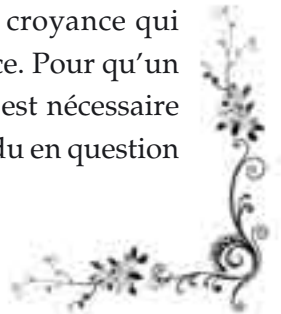 croyance qui
ce. Pour qu’un
est nécessaire
du en question